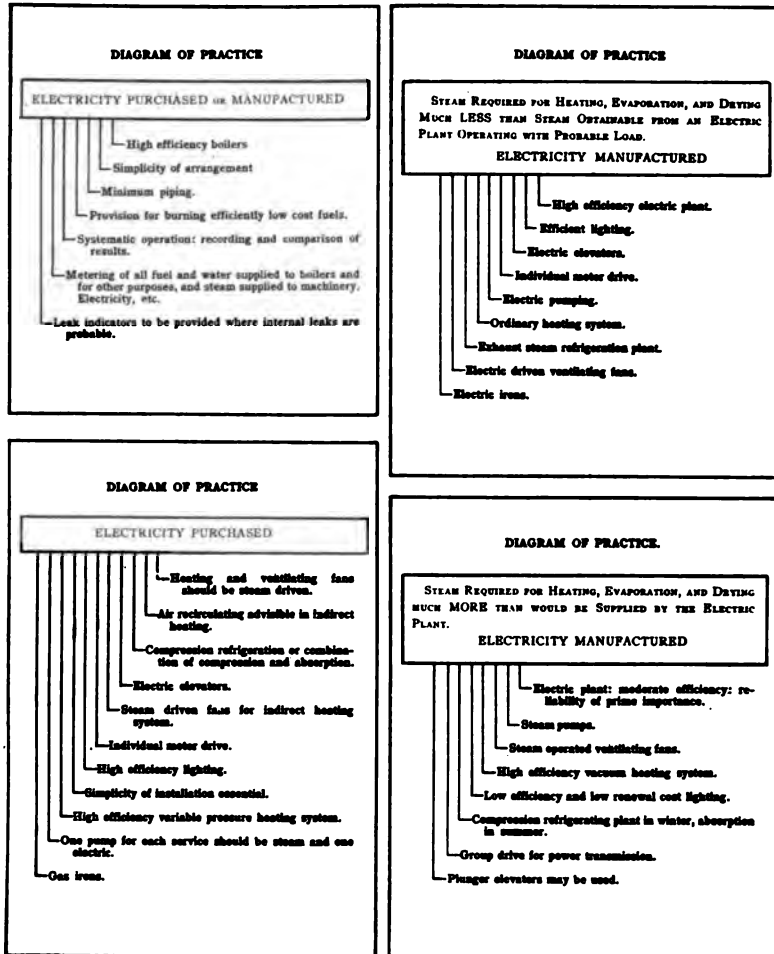 DIAGRAM OF PRACTICE
ELECTRICITY PURCHASED OR MANUFACTURED
High efficiency boilers
Simplicity of arrangement
Minimum piping.
Provision for burning efficiently low cost fuels.
Systematic operation: recording and comparison of
results.
Metering of all fuel and water supplied to boilers and
for other purposes, and steam supplied to machinery.
Electricity, etc.
Leak indicators to be provided where internal leaks are
probable.
DIAGRAM OF PRACTICE
STEAM REQUIRED FOR HEATING, EVAPORATION, AND DRYING
MUCH LESS THAN STEAM OBTAINABLE FROM AN ELECTRIC
PLANT OPERATING WITH PROBABLE LOAD.
ELECTRICITY MANUFACTURED
High efficiency electric plant.
Efficient lighting.
Electric elevators.
Individual motor drive.
Electric pumping.
Ordinary heating system.
Exhaust steam refrigeration plant.
Electric driven ventilating fans.
Electric irons.
DIAGRAM OF PRACTICE
ELECTRICITY PURCHASED
Heating and ventilating fans
should be steam driven.
Air recirculating advisible in indirect
heating.
Compression refrigeration or combina-
tion of compression and absorption.
Electric elevators.
Steam driven fans for indirect heating
system.
Individual motor drive.
High efficiency lighting.
Simplicity of installation essential.
High efficiency variable pressure heating system.
One pump for each service should be steam and one
electric.
Gas irons.
DIAGRAM OF PRACTICE.
STEAM REQUIRED FOR HEATING, EVAPORATION, AND DRYING
MUCH MORE THAN WOULD BE SUPPLIED BY THE ELECTRIC
PLANT.
ELECTRICITY MANUFACTURED
Electric plant: moderate efficiency: re-
liability of prime importance.
Steam pumps.
Steam operated ventilating fans.
High efficiency vacuum heating system.
Low efficiency and low renewal cost lighting.
Compression refrigerating plant in winter, absorption
in summer.
Group drive for power transmission.
Plunger elevators may be used.